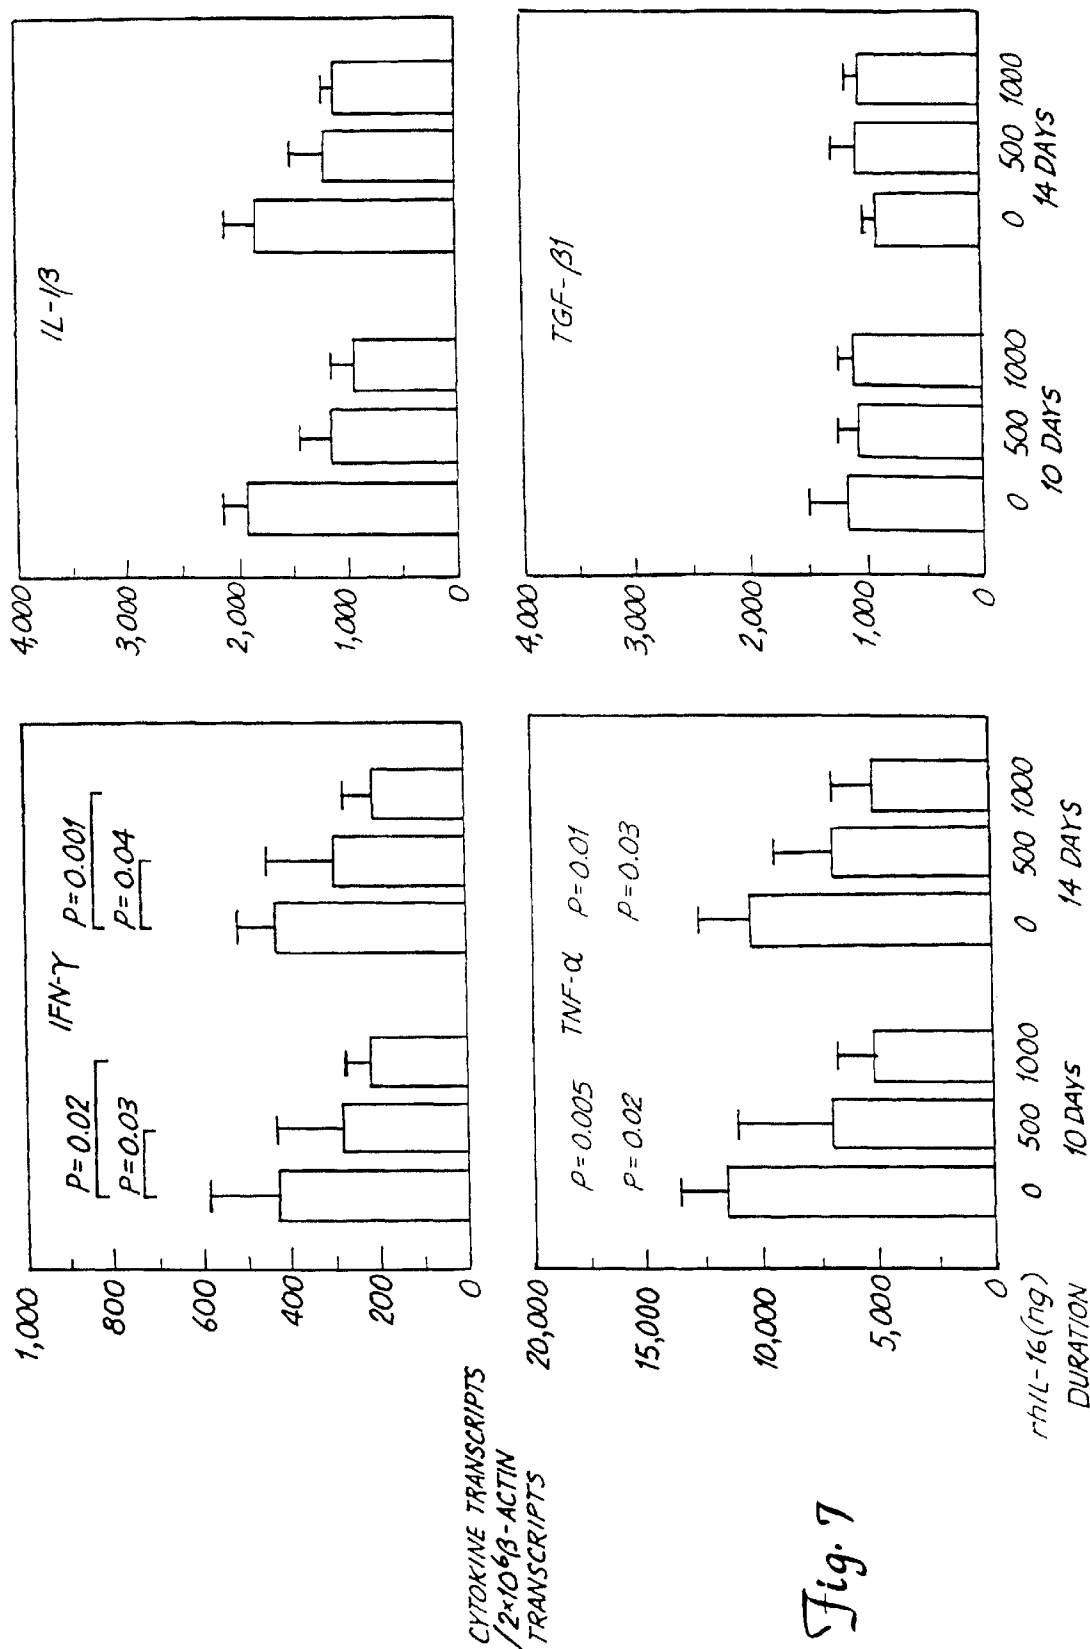 CYTOKINE TRANSCRIPTS
/2×10⁶β-ACTIN
TRANSCRIPTS
1,000
800
600
400
200
0
IFN-γ
P=0.02
P=0.03
P=0.001
P=0.04
4,000
3,000
2,000
1,000
0
IL-1β
20,000
15,000
10,000
5,000
0
TNF-α
P=0.005
P=0.02
P=0.01
P=0.03
4,000
3,000
2,000
1,000
0
TGF-β1
rhIL-16(ng) 0 500 1000 0 500 1000 0 500 1000 0 500 1000
DURATION 10 DAYS 14 DAYS 10 DAYS 14 DAYS
Fig. 7